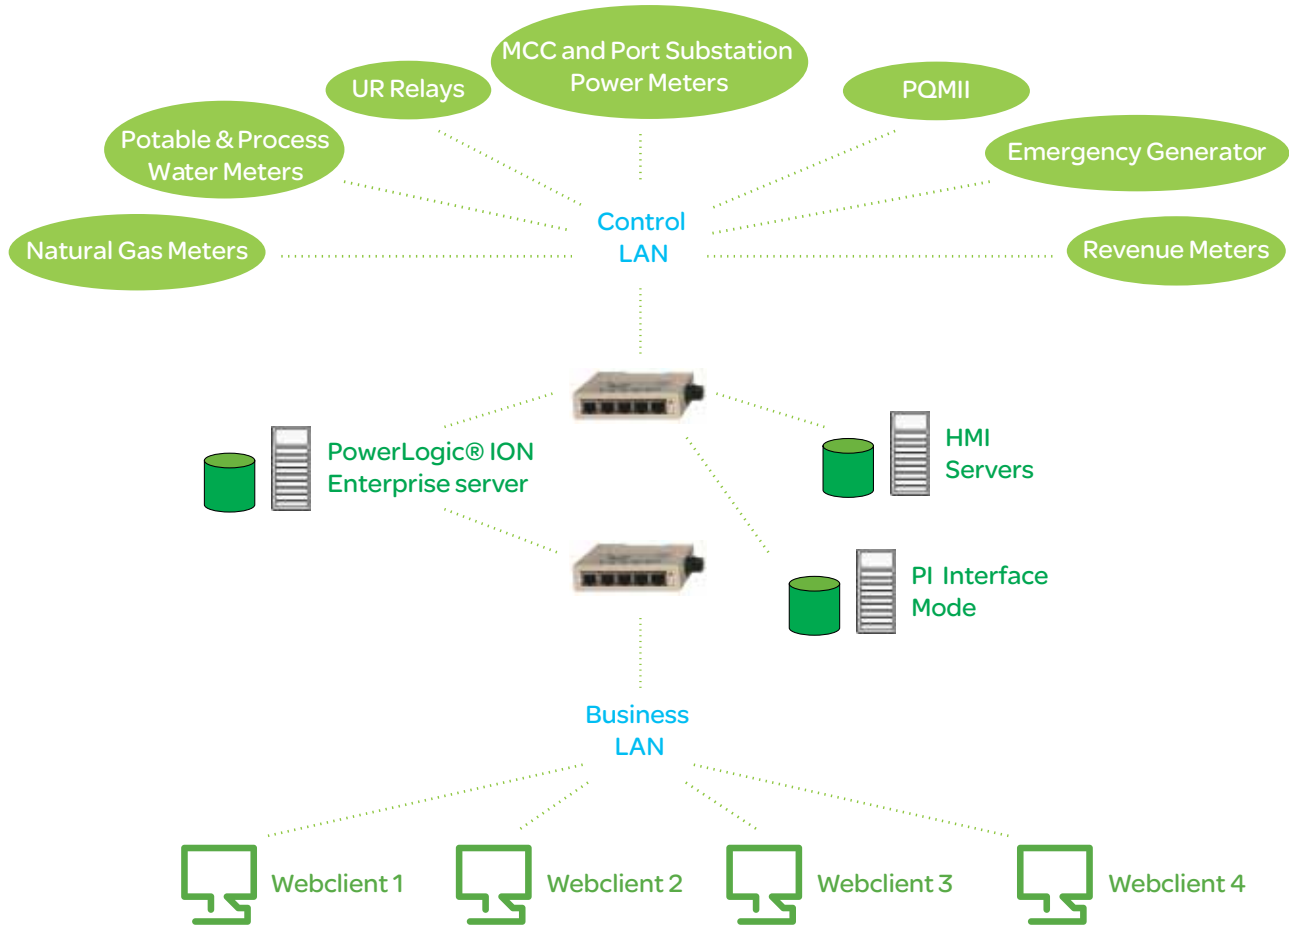 MCC and Port Substation
Power Meters
UR Relays
PQMII
Potable & Process
Water Meters
Emergency Generator
Natural Gas Meters
Control
LAN
Revenue Meters
PowerLogic® ION
Enterprise server
HMI
Servers
PI Interface
Mode
Business
LAN
Webclient 1
Webclient 2
Webclient 3
Webclient 4